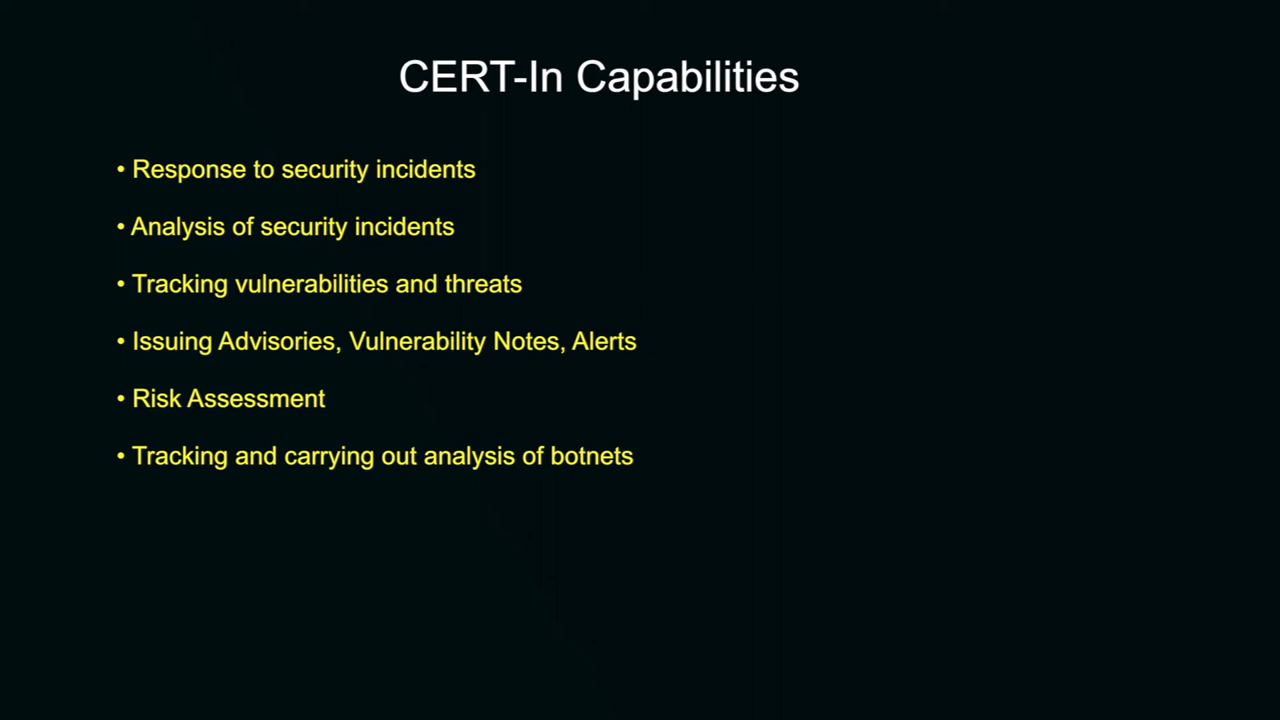 CERT-In Capabilities
• Response to security incidents
• Analysis of security incidents
• Tracking vulnerabilities and threats
• Issuing Advisories, Vulnerability Notes, Alerts
• Risk Assessment
• Tracking and carrying out analysis of botnets